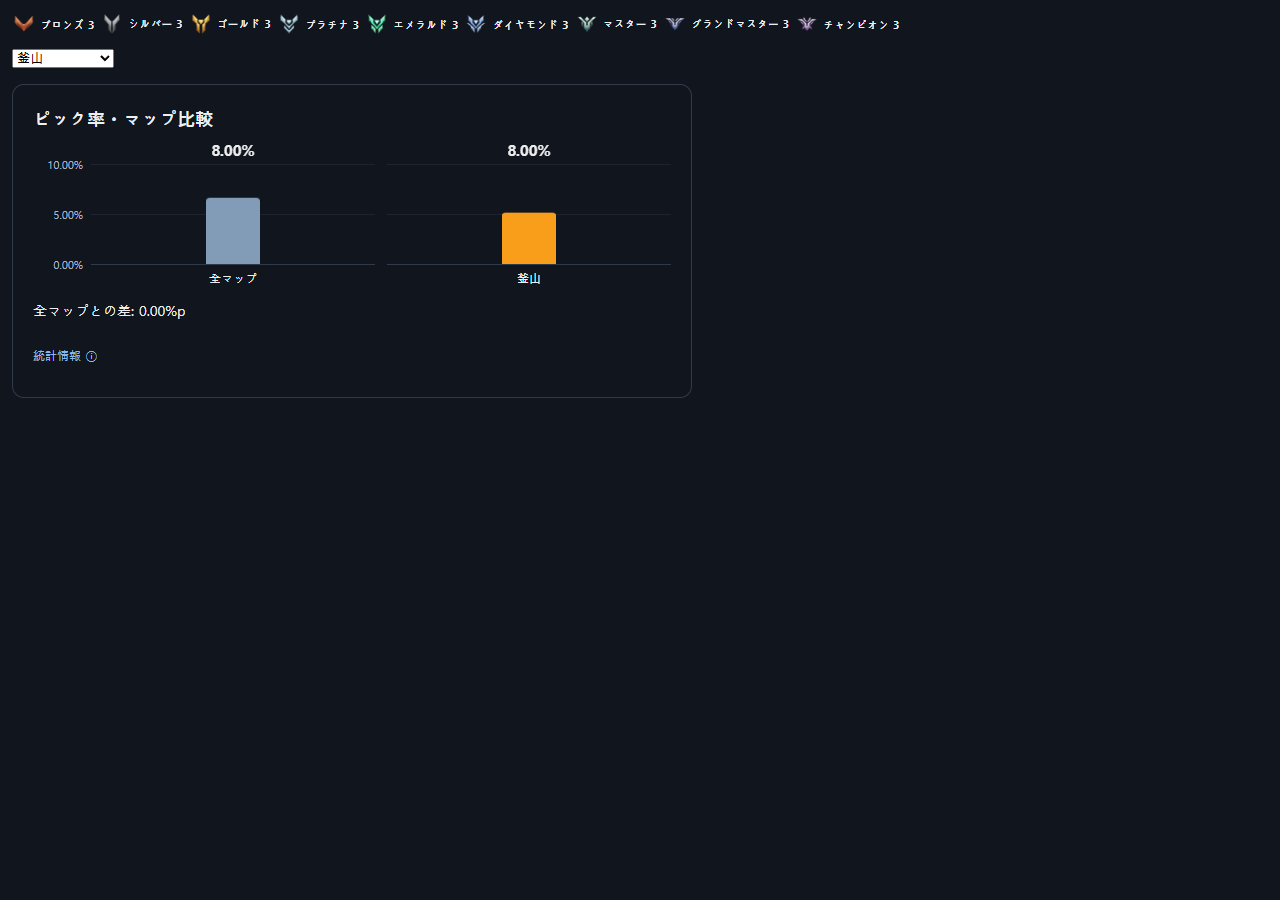 ブロンズ 3 シルバー 3 ゴールド 3 プラチナ 3 エメラルド 3 ダイヤモンド 3 マスター 3 グランドマスター 3 チャンピオン 3
釜山
ピック率・マップ比較
8.00% 8.00%
10.00%
5.00%
0.00%
全マップ 釜山
全マップとの差: 0.00%p
統計情報